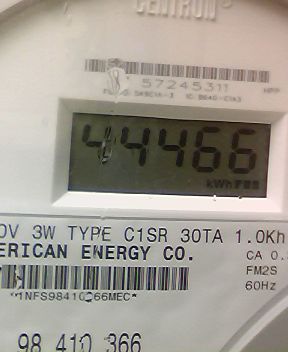 CENTRON®
57245311
44466
kWh
0V 3W TYPE C1SR 30TA 1.0Kh
ERICAN ENERGY CO. CA 0.
FM2S
60Hz
98 410 366